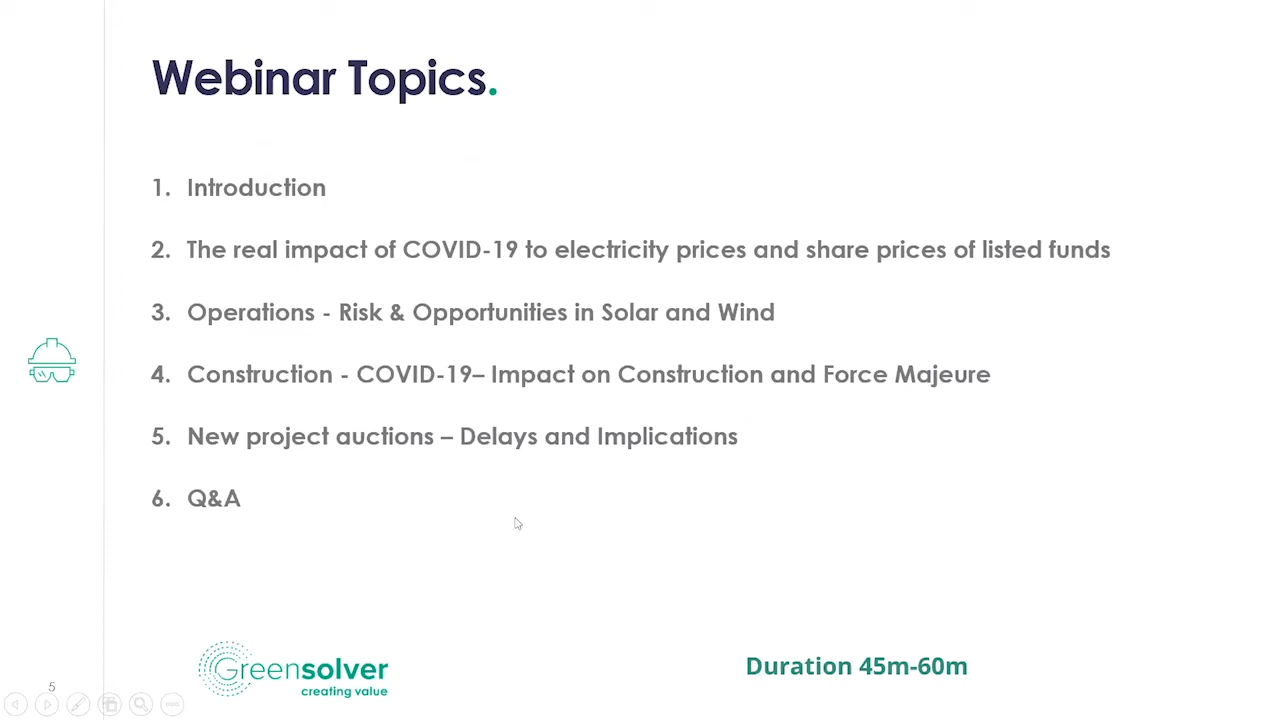 Webinar Topics.
1. Introduction
2. The real impact of COVID-19 to electricity prices and share prices of listed funds
3. Operations - Risk & Opportunities in Solar and Wind
4. Construction - COVID-19– Impact on Construction and Force Majeure
5. New project auctions – Delays and Implications
6. Q&A
Greensolver
creating value
Duration 45m-60m
5